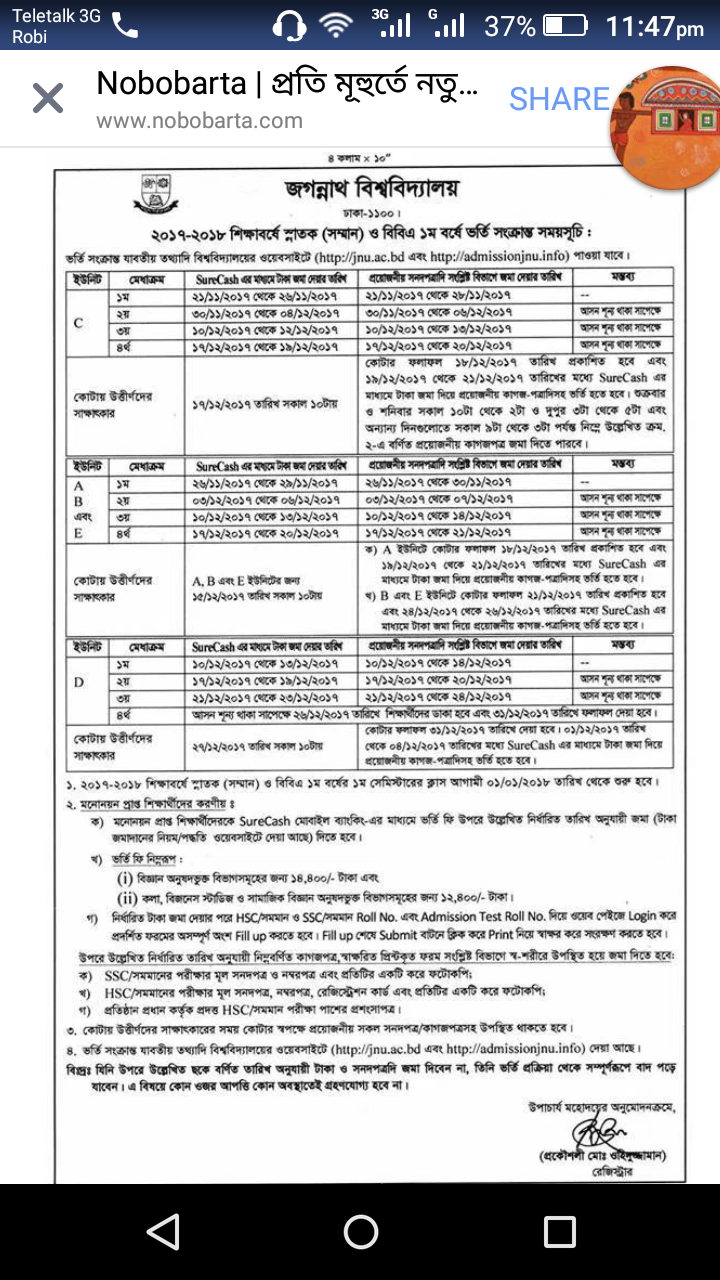 Teletalk 3G
Robi
3G
G
37%
11:47pm
Nobobarta | প্রতি মূহুর্তে নতু...
SHARE
www.nobobarta.com
৪ কলাম × ১০"
জগন্নাথ বিশ্ববিদ্যালয়
ঢাকা-১১০০।
২০১৭-২০১৮ শিক্ষাবর্ষে স্নাতক (সম্মান) ও বিবিএ ১ম বর্ষে ভর্তি সংক্রান্ত সময়সূচি :
ভর্তি সংক্রান্ত যাবতীয় তথ্যাদি বিশ্ববিদ্যালয়ের ওয়েবসাইটে (http://jnu.ac.bd এবং http://admissionjnu.info) পাওয়া যাবে।
ইউনিট মেধাক্রম SureCash এর মাধ্যমে টাকা জমা দেয়ার তারিখ প্রয়োজনীয় সনদপত্রাদি সংশ্লিষ্ট বিভাগে জমা দেয়ার তারিখ মন্তব্য
C
১ম ২১/১১/২০১৭ থেকে ২৬/১১/২০১৭ ২১/১১/২০১৭ থেকে ২৮/১১/২০১৭ --
২য় ৩০/১১/২০১৭ থেকে ০৪/১২/২০১৭ ৩০/১১/২০১৭ থেকে ০৬/১২/২০১৭ আসন শূন্য থাকা সাপেক্ষে
৩য় ১০/১২/২০১৭ থেকে ১২/১২/২০১৭ ১০/১২/২০১৭ থেকে ১৩/১২/২০১৭ আসন শূন্য থাকা সাপেক্ষে
৪র্থ ১৭/১২/২০১৭ থেকে ১৯/১২/২০১৭ ১৭/১২/২০১৭ থেকে ২০/১২/২০১৭ আসন শূন্য থাকা সাপেক্ষে
কোটায় উত্তীর্ণদের
সাক্ষাৎকার
১৭/১২/২০১৭ তারিখ সকাল ১০টায়
কোটার ফলাফল ১৮/১২/২০১৭ তারিখ প্রকাশিত হবে এবং
১৯/১২/২০১৭ থেকে ২১/১২/২০১৭ তারিখের মধ্যে SureCash এর
মাধ্যমে টাকা জমা দিয়ে প্রয়োজনীয় কাগজ-পত্রাদিসহ ভর্তি হতে হবে। শুক্রবার
ও শনিবার সকাল ১০টা থেকে ২টা ও দুপুর ৩টা থেকে ৫টা এবং
অন্যান্য দিনগুলোতে সকাল ৯টা থেকে ৩টা পর্যন্ত নিম্নে উল্লেখিত ক্রম.
২-এ বর্ণিত প্রয়োজনীয় কাগজপত্র জমা দিতে পারবে।
ইউনিট মেধাক্রম SureCash এর মাধ্যমে টাকা জমা দেয়ার তারিখ প্রয়োজনীয় সনদপত্রাদি সংশ্লিষ্ট বিভাগে জমা দেয়ার তারিখ মন্তব্য
A ১ম ২৬/১১/২০১৭ থেকে ২৯/১১/২০১৭ ২৬/১১/২০১৭ থেকে ৩০/১১/২০১৭ --
B ২য় ০৩/১২/২০১৭ থেকে ০৬/১২/২০১৭ ০৩/১২/২০১৭ থেকে ০৭/১২/২০১৭ আসন শূন্য থাকা সাপেক্ষে
এবং ৩য় ১০/১২/২০১৭ থেকে ১৩/১২/২০১৭ ১০/১২/২০১৭ থেকে ১৪/১২/২০১৭ আসন শূন্য থাকা সাপেক্ষে
E ৪র্থ ১৭/১২/২০১৭ থেকে ২০/১২/২০১৭ ১৭/১২/২০১৭ থেকে ২১/১২/২০১৭ আসন শূন্য থাকা সাপেক্ষে
কোটায় উত্তীর্ণদের
সাক্ষাৎকার
A, B এবং E ইউনিটের জন্য
১৫/১২/২০১৭ তারিখ সকাল ১০টায়
ক) A ইউনিটে কোটার ফলাফল ১৮/১২/২০১৭ তারিখ প্রকাশিত হবে এবং
১৯/১২/২০১৭ থেকে ২১/১২/২০১৭ তারিখের মধ্যে SureCash এর
মাধ্যমে টাকা জমা দিয়ে প্রয়োজনীয় কাগজ-পত্রাদিসহ ভর্তি হতে হবে।
খ) B এবং E ইউনিটে কোটার ফলাফল ২১/১২/২০১৭ তারিখ প্রকাশিত হবে
এবং ২৪/১২/২০১৭ থেকে ২৬/১২/২০১৭ তারিখের মধ্যে SureCash এর
মাধ্যমে টাকা জমা দিয়ে প্রয়োজনীয় কাগজ-পত্রাদিসহ ভর্তি হতে হবে।
ইউনিট মেধাক্রম SureCash এর মাধ্যমে টাকা জমা দেয়ার তারিখ প্রয়োজনীয় সনদপত্রাদি সংশ্লিষ্ট বিভাগে জমা দেয়ার তারিখ মন্তব্য
D
১ম ১০/১২/২০১৭ থেকে ১৩/১২/২০১৭ ১০/১২/২০১৭ থেকে ১৪/১২/২০১৭ --
২য় ১৭/১২/২০১৭ থেকে ১৯/১২/২০১৭ ১৭/১২/২০১৭ থেকে ২০/১২/২০১৭ আসন শূন্য থাকা সাপেক্ষে
৩য় ২১/১২/২০১৭ থেকে ২৩/১২/২০১৭ ২১/১২/২০১৭ থেকে ২৪/১২/২০১৭ আসন শূন্য থাকা সাপেক্ষে
৪র্থ আসন শূন্য থাকা সাপেক্ষে ২৬/১২/২০১৭ তারিখে শিক্ষার্থীদের ডাকা হবে এবং ৩১/১২/২০১৭ তারিখে ফলাফল দেয়া হবে।
কোটায় উত্তীর্ণদের
সাক্ষাৎকার
২৭/১২/২০১৭ তারিখ সকাল ১০টায়
কোটার ফলাফল ৩১/১২/২০১৭ তারিখে দেয়া হবে। ০১/১২/২০১৭ তারিখ
থেকে ০৪/১২/২০১৭ তারিখের মধ্যে SureCash এর মাধ্যমে টাকা জমা দিয়ে
প্রয়োজনীয় কাগজ-পত্রাদিসহ ভর্তি হতে হবে।
১. ২০১৭-২০১৮ শিক্ষাবর্ষে স্নাতক (সম্মান) ও বিবিএ ১ম বর্ষের ১ম সেমিস্টারের ক্লাস আগামী ০১/০১/২০১৮ তারিখ থেকে শুরু হবে।
২. মনোনয়ন প্রাপ্ত শিক্ষার্থীদের করণীয় ঃ
ক) মনোনয়ন প্রাপ্ত শিক্ষার্থীদেরকে SureCash মোবাইল ব্যাংকিং-এর মাধ্যমে ভর্তি ফি উপরে উল্লেখিত নির্ধারিত তারিখ অনুযায়ী জমা (টাকা
জমাদানের নিয়ম/পদ্ধতি ওয়েবসাইটে দেয়া আছে) দিতে হবে।
খ) ভর্তি ফি নিম্নরূপ :
(i) বিজ্ঞান অনুষদভুক্ত বিভাগসমূহের জন্য ১৪,৪০০/- টাকা এবং
(ii) কলা, বিজনেস স্টাডিজ ও সামাজিক বিজ্ঞান অনুষদভুক্ত বিভাগসমূহের জন্য ১২,৪০০/- টাকা।
গ) নির্ধারিত টাকা জমা দেয়ার পরে HSC/সমমান ও SSC/সমমান Roll No. এবং Admission Test Roll No. দিয়ে ওয়েব পেইজে Login করে
প্রদর্শিত ফরমের অসম্পূর্ণ অংশ Fill up করতে হবে। Fill up শেষে Submit বাটনে ক্লিক করে Print নিয়ে স্বাক্ষর করে সংরক্ষণ করতে হবে।
উপরে উল্লেখিত নির্ধারিত তারিখ অনুযায়ী নিম্নবর্ণিত কাগজপত্র,স্বাক্ষরিত প্রিন্টকৃত ফরম সংশ্লিষ্ট বিভাগে স্ব-শরীরে উপস্থিত হয়ে জমা দিতে হবে:
ক) SSC/সমমানের পরীক্ষার মূল সনদপত্র ও নম্বরপত্র এবং প্রতিটির একটি করে ফটোকপি;
খ) HSC/সমমানের পরীক্ষার মূল সনদপত্র, নম্বরপত্র, রেজিস্ট্রেশন কার্ড এবং প্রতিটির একটি করে ফটোকপি;
গ) প্রতিষ্ঠান প্রধান কর্তৃক প্রদত্ত HSC/সমমান পরীক্ষা পাশের প্রশংসাপত্র।
৩. কোটায় উত্তীর্ণদের সাক্ষাৎকারের সময় কোটার স্বপক্ষে প্রয়োজনীয় সকল সনদপত্র/কাগজপত্রসহ উপস্থিত থাকতে হবে।
৪. ভর্তি সংক্রান্ত যাবতীয় তথ্যাদি বিশ্ববিদ্যালয়ের ওয়েবসাইটে (http://jnu.ac.bd এবং http://admissionjnu.info) দেয়া আছে।
বিঃদ্রঃ যিনি উপরে উল্লেখিত ছকে বর্ণিত তারিখ অনুযায়ী টাকা ও সনদপত্রাদি জমা দিবেন না, তিনি ভর্তি প্রক্রিয়া থেকে সম্পূর্ণরূপে বাদ পড়ে
যাবেন। এ বিষয়ে কোন ওজর আপত্তি কোন অবস্থাতেই গ্রহণযোগ্য হবে না।
উপাচার্য মহোদয়ের অনুমোদনক্রমে,
(প্রকৌশলী মোঃ ওহিদুজ্জামান)
রেজিস্ট্রার